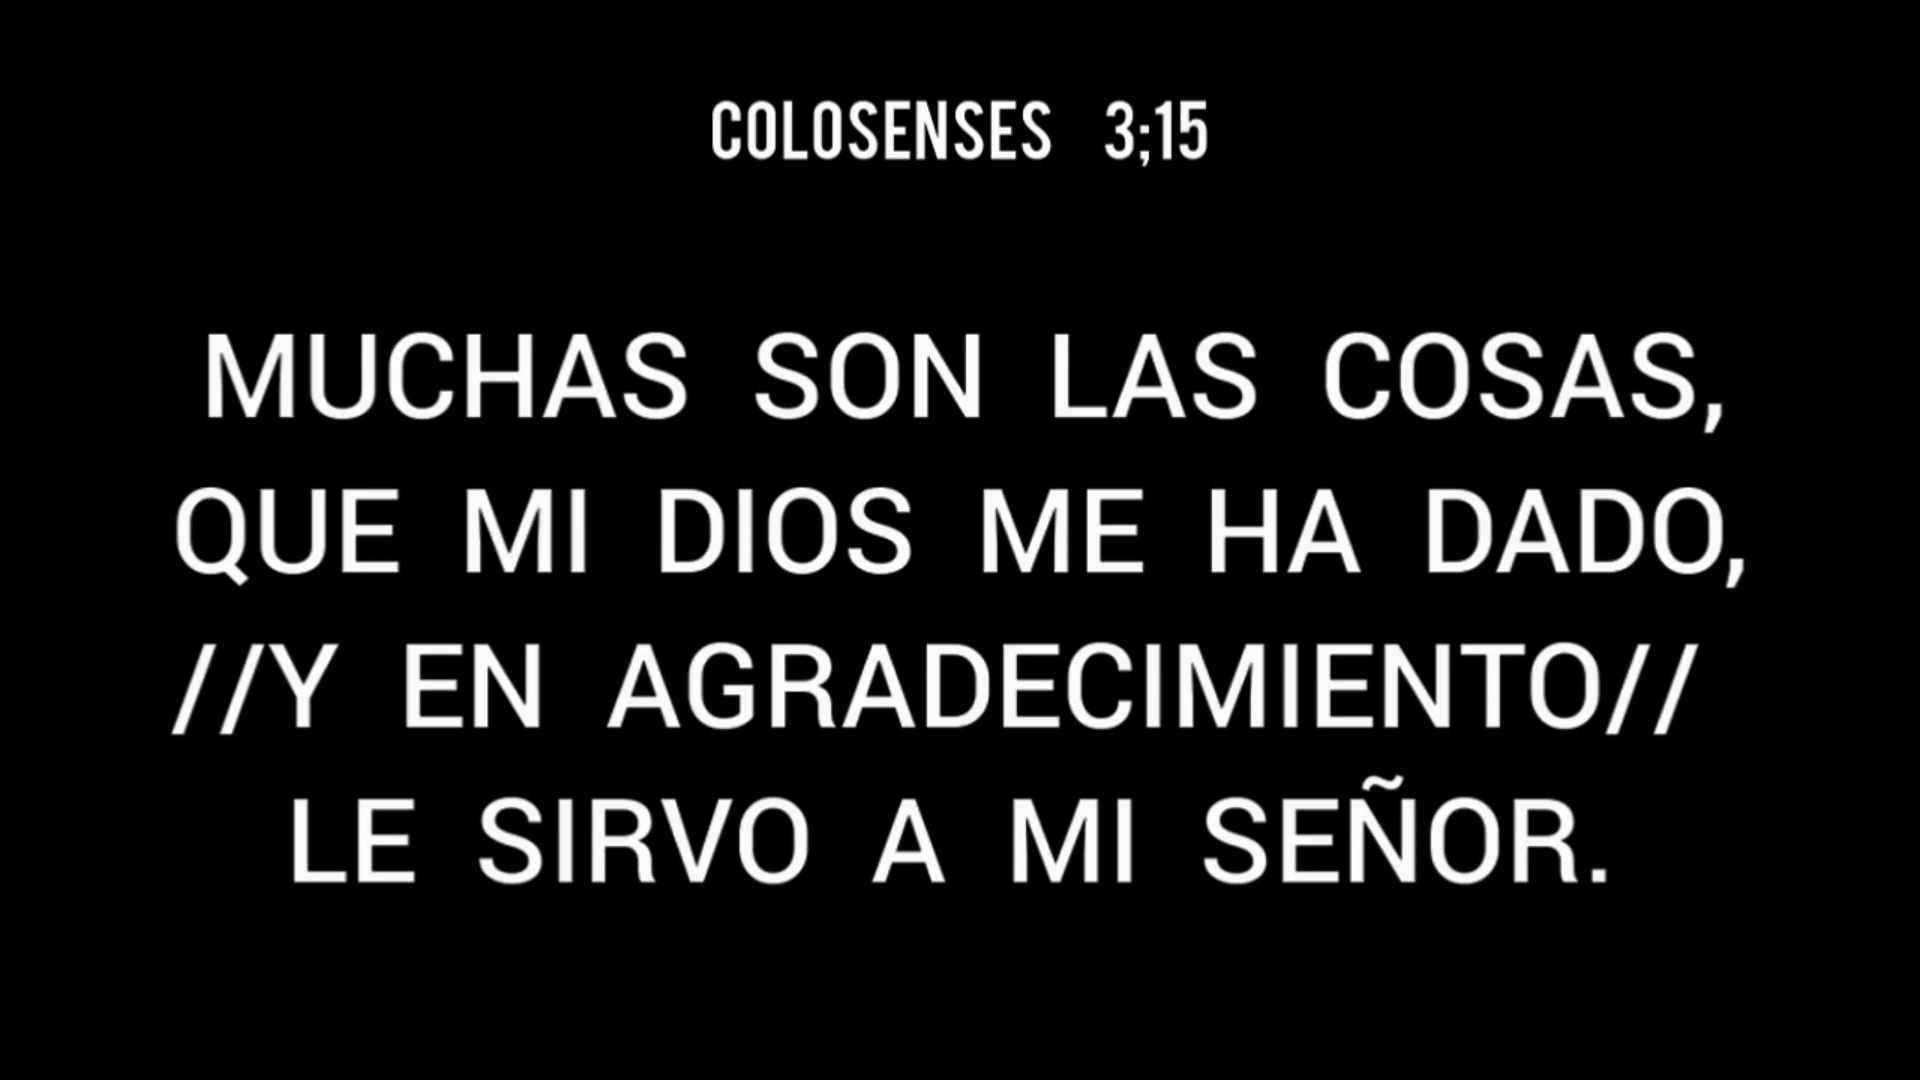 COLOSENSES 3;15
MUCHAS SON LAS COSAS,
QUE MI DIOS ME HA DADO,
//Y EN AGRADECIMIENTO//
LE SIRVO A MI SEÑOR.